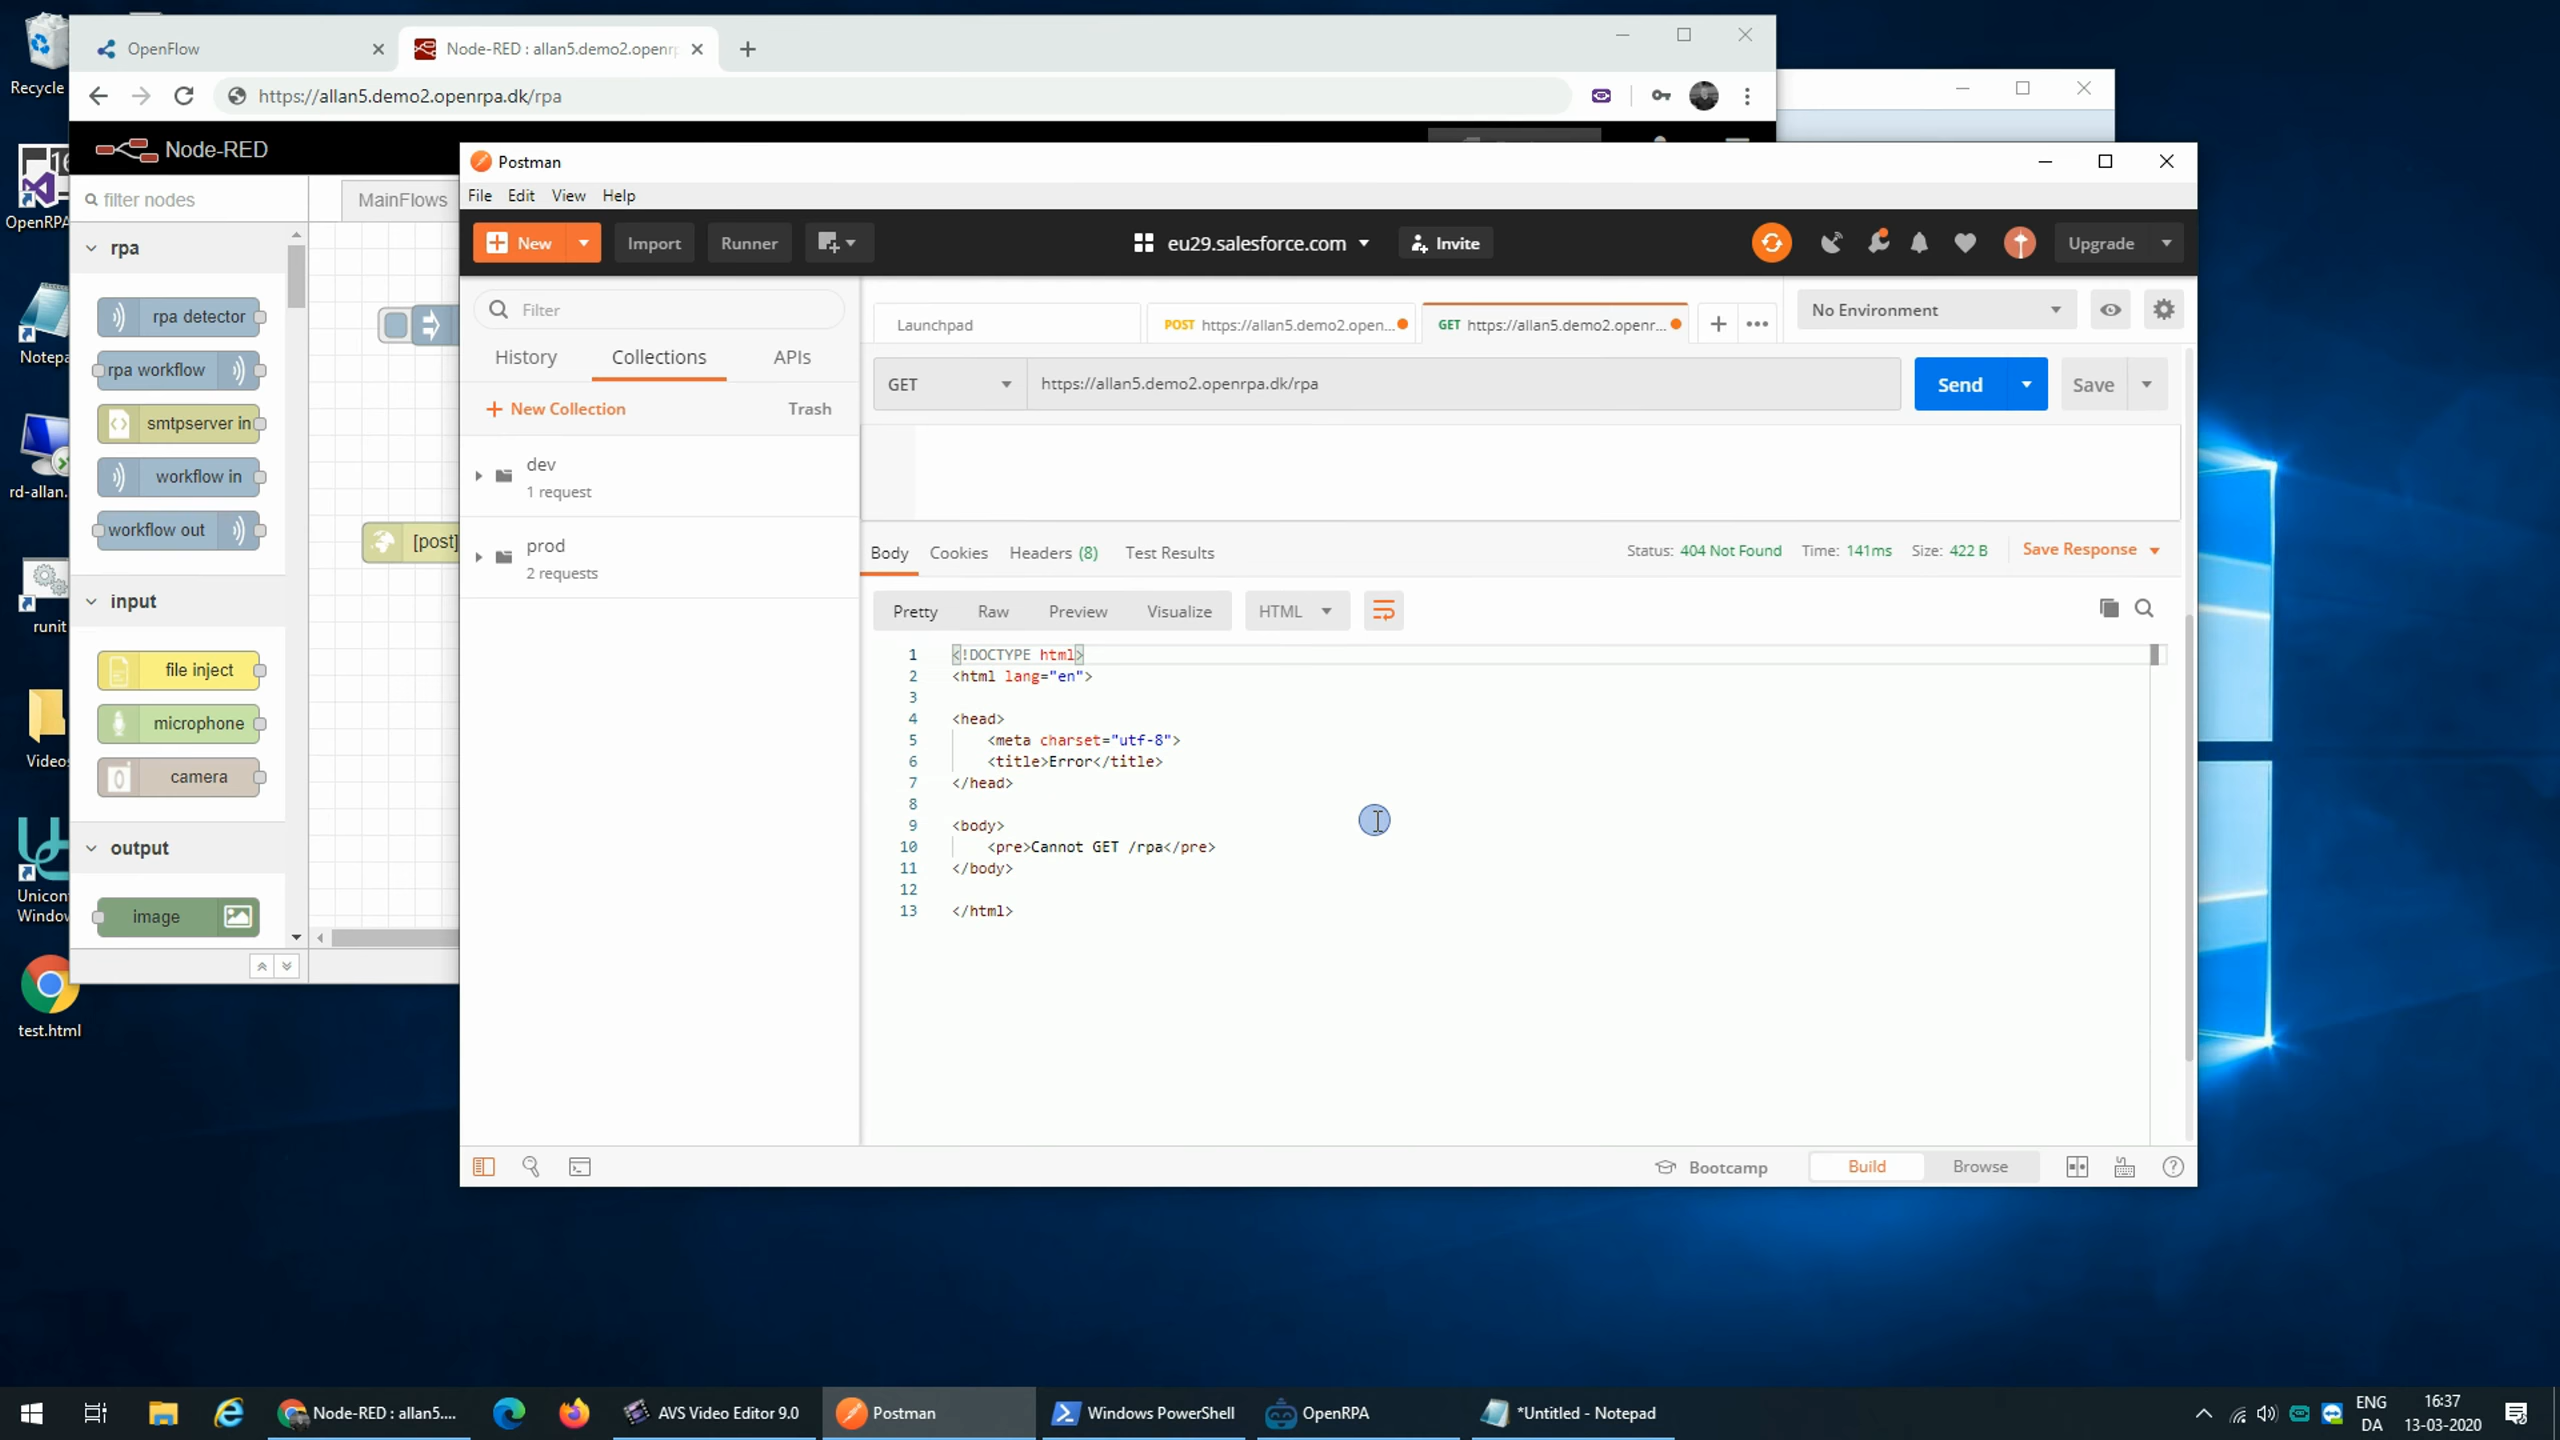 Recycle
OpenRPA
Notepa
rd-allan.
runit
Videos
Unicon
Windov
test.html
OpenFlow
Node-RED : allan5.demo2.openrp
https://allan5.demo2.openrpa.dk/rpa
Node-RED
filter nodes
MainFlows
rpa
rpa detector
rpa workflow
smtpserver in
workflow in
workflow out
input
file inject
microphone
camera
output
image
[post]
Postman
File Edit View Help
New
Import
Runner
eu29.salesforce.com
Invite
Upgrade
Filter
History
Collections
APIs
+ New Collection
Trash
dev
1 request
prod
2 requests
Launchpad
POST https://allan5.demo2.open...
GET https://allan5.demo2.openr...
No Environment
GET
https://allan5.demo2.openrpa.dk/rpa
Send
Save
Body Cookies Headers (8) Test Results
Status: 404 Not Found Time: 141ms Size: 422 B
Save Response
Pretty Raw Preview Visualize
HTML
1 <!DOCTYPE html>
2 <html lang="en">
3
4 <head>
5 <meta charset="utf-8">
6 <title>Error</title>
7 </head>
8
9 <body>
10 <pre>Cannot GET /rpa</pre>
11 </body>
12
13 </html>
Bootcamp
Build
Browse
Node-RED : allan5....
AVS Video Editor 9.0
Postman
Windows PowerShell
OpenRPA
*Untitled - Notepad
ENG
DA
16:37
13-03-2020